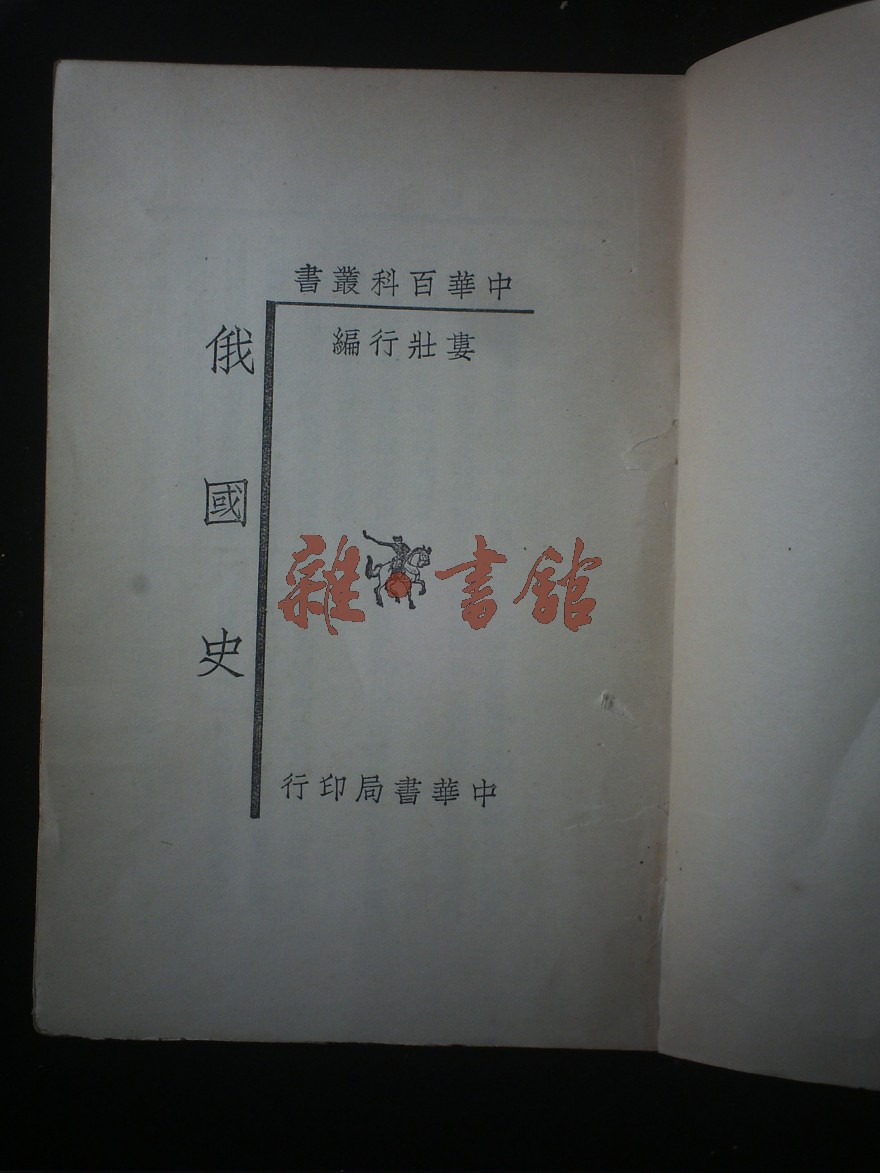 中華百科叢書
婁壯行編
俄國史
雜書館
中華書局印行